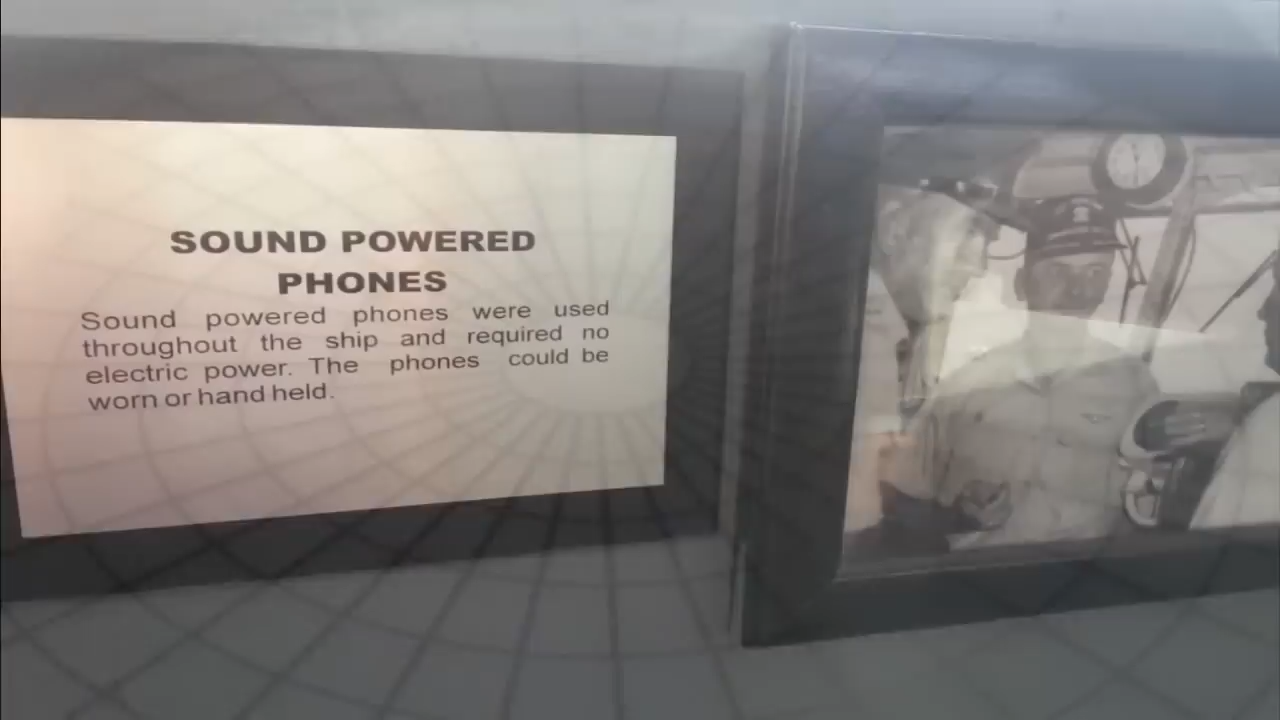 SOUND POWERED
PHONES
Sound powered phones were used
throughout the ship and required no
electric power. The phones could be
worn or hand held.